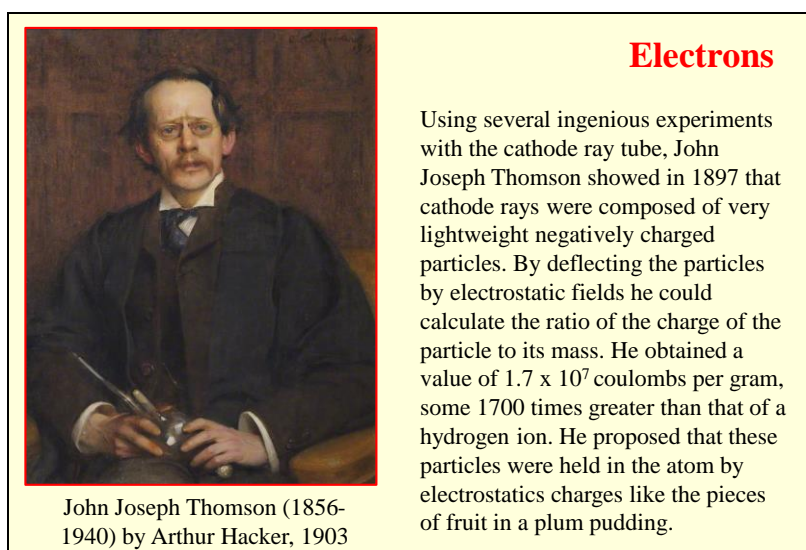 Electrons
Using several ingenious experiments
with the cathode ray tube, John
Joseph Thomson showed in 1897 that
cathode rays were composed of very
lightweight negatively charged
particles. By deflecting the particles
by electrostatic fields he could
calculate the ratio of the charge of the
particle to its mass. He obtained a
value of 1.7 x 10⁷ coulombs per gram,
some 1700 times greater than that of a
hydrogen ion. He proposed that these
particles were held in the atom by
electrostatics charges like the pieces
of fruit in a plum pudding.
John Joseph Thomson (1856-
1940) by Arthur Hacker, 1903